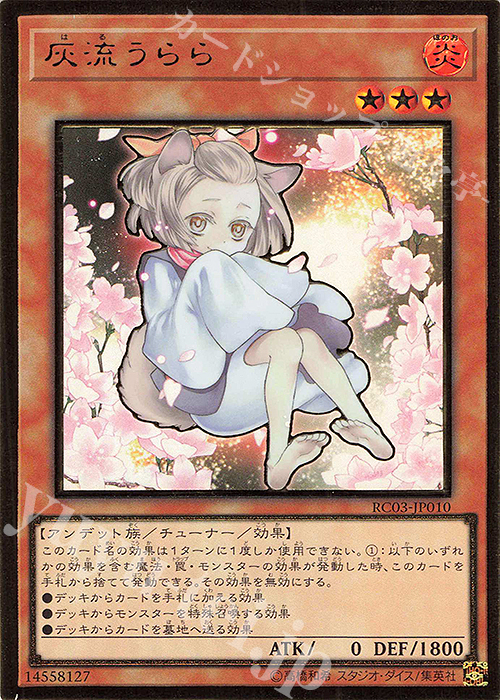 灰流うらら
はる
炎
ほのお
カードショップ
RC03-JP010
【アンデット族／チューナー／効果】
このカード名の効果は１ターンに１度しか使用できない。①：以下のいずれ
かの効果を含む魔法・罠・モンスターの効果が発動した時、このカードを
手札から捨てて発動できる。その効果を無効にする。
●デッキからカードを手札に加える効果
●デッキからモンスターを特殊召喚する効果
●デッキからカードを墓地へ送る効果
ATK/ 0 DEF/1800
14558127
©高橋和希 スタジオ・ダイス/集英社